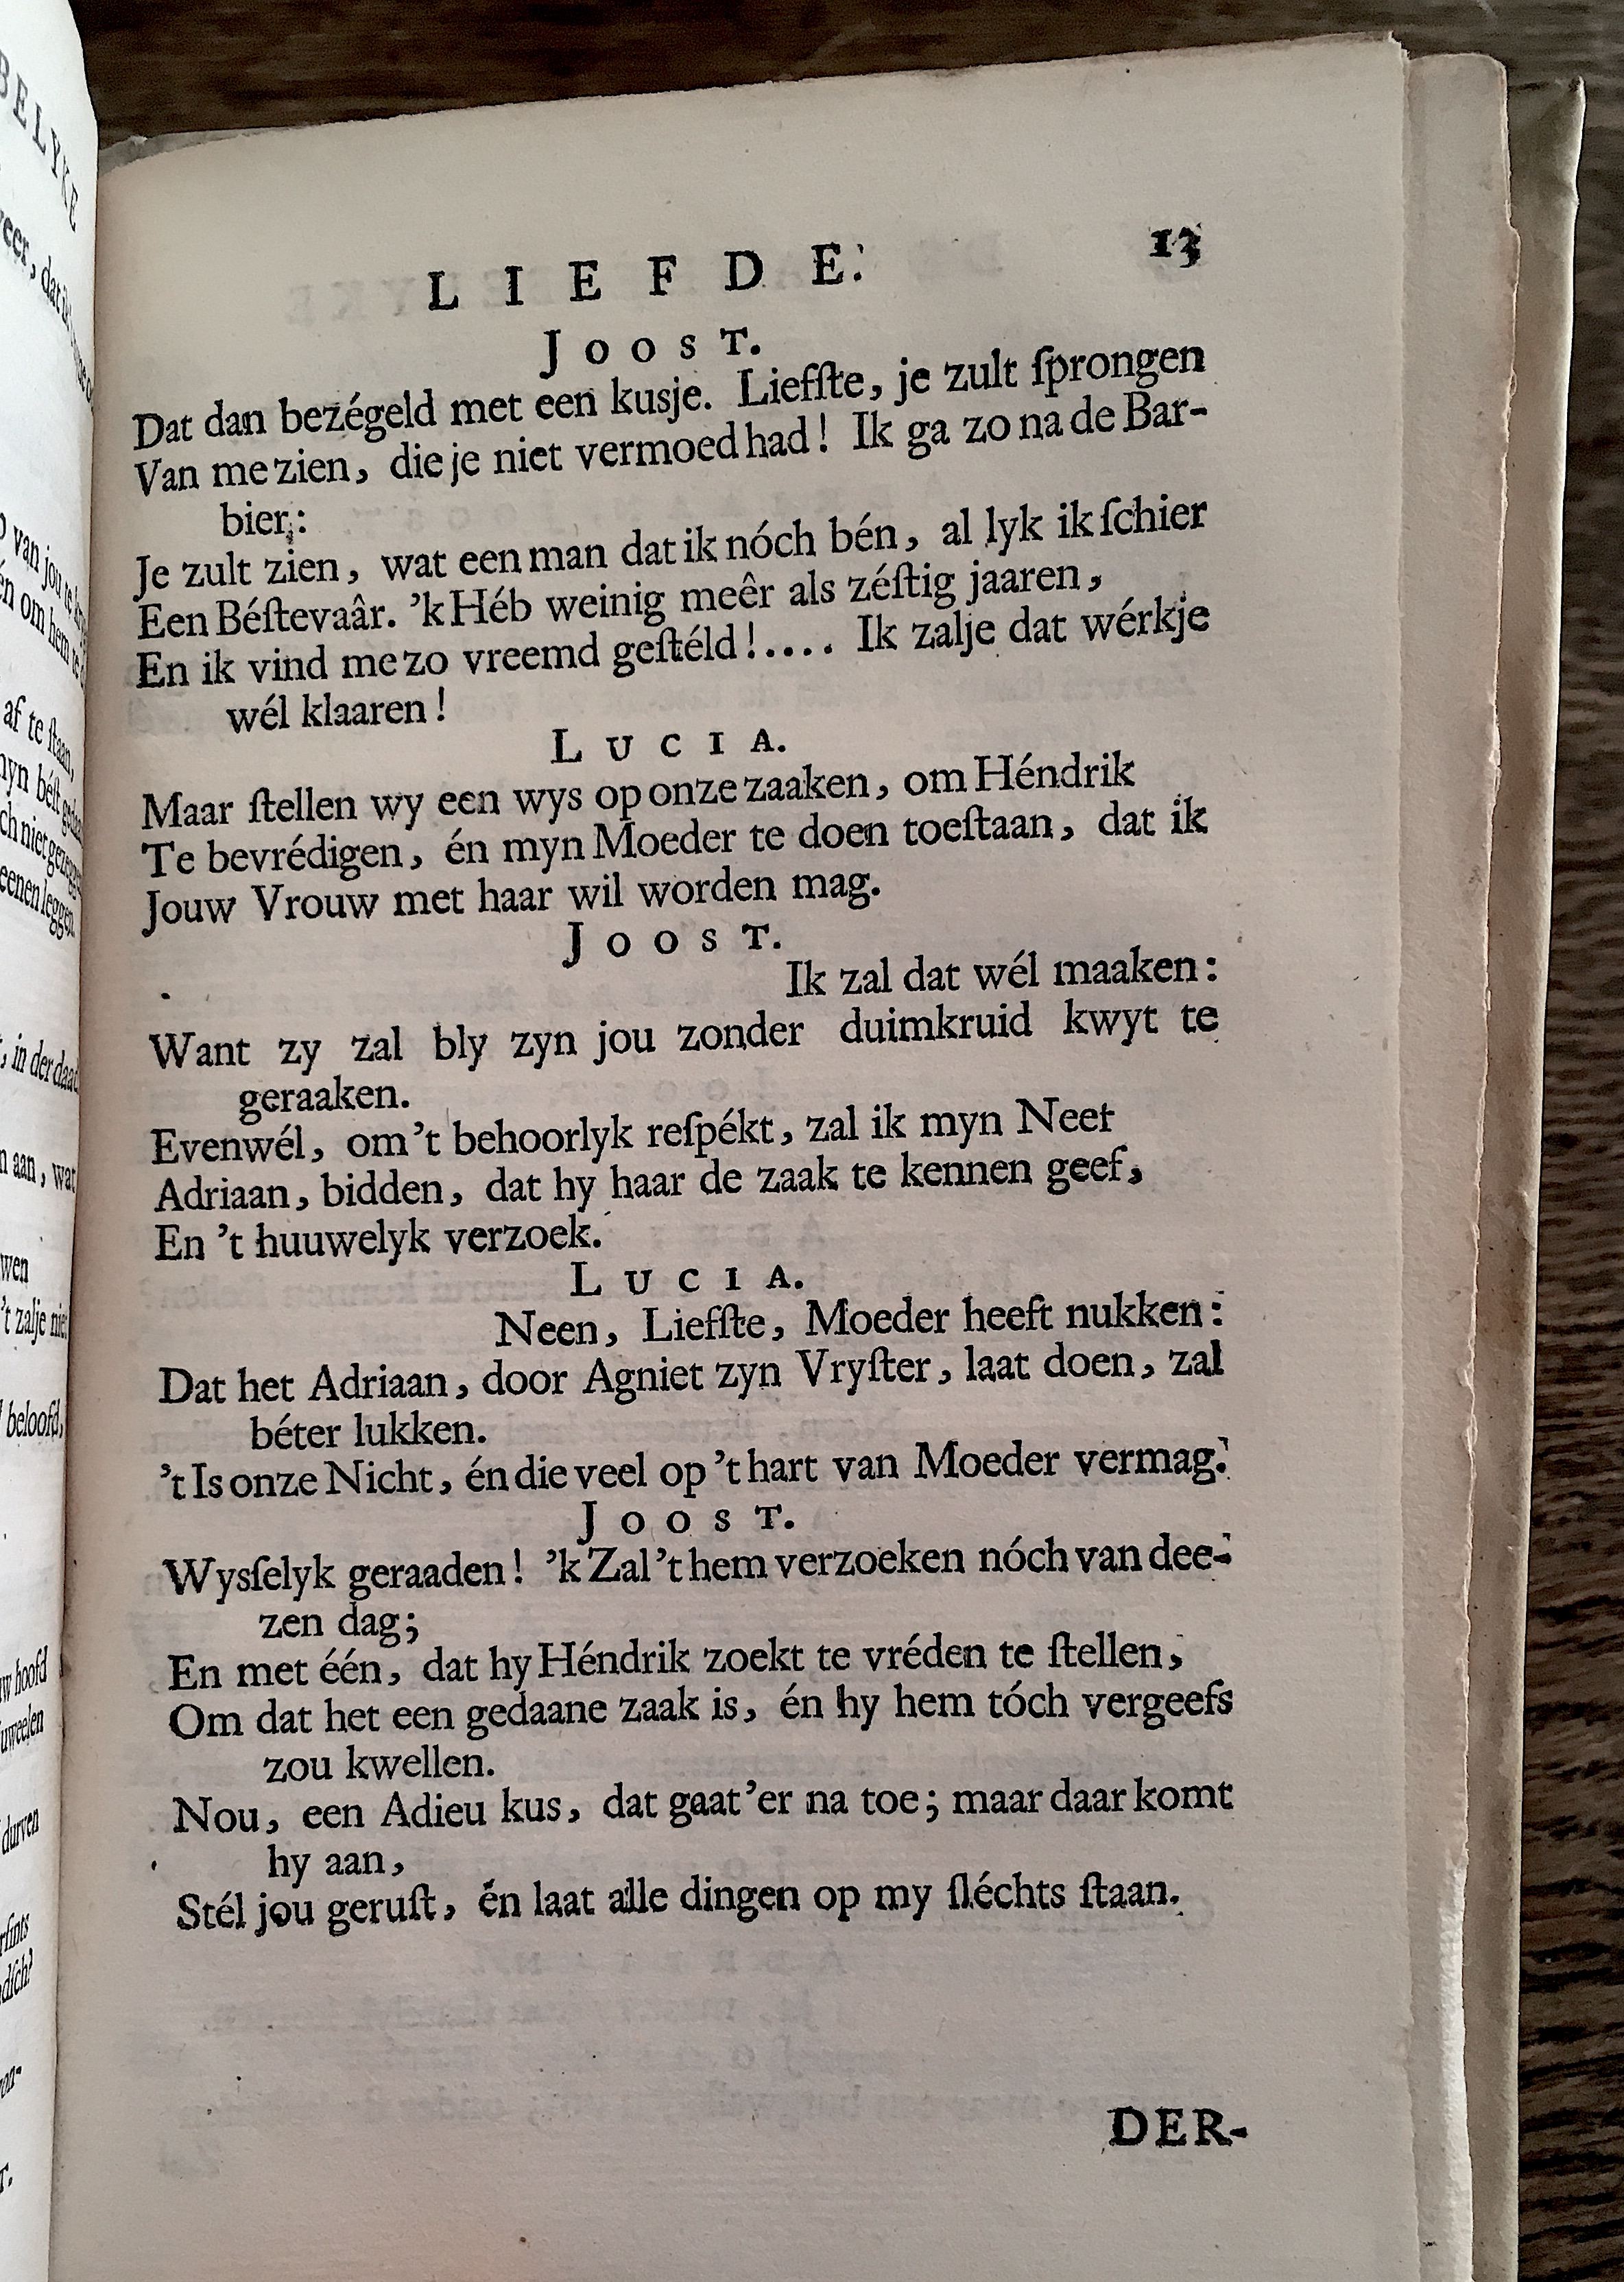 LIEFDE. 13
JOOST.
Dat dan bezégeld met een kusje. Liefſte, je zult ſprongen
Van me zien, die je niet vermoed had! Ik ga zo na de Bar-
bier:
Je zult zien, wat een man dat ik nóch bén, al lyk ik ſchier
Een Béſtevaâr. 'k Héb weinig meêr als zéſtig jaaren,
En ik vind me zo vreemd geſtéld!.... Ik zalje dat wérkje
wél klaaren!
LUCIA.
Maar ſtellen wy een wys op onze zaaken, om Héndrik
Te bevrédigen, én myn Moeder te doen toeſtaan, dat ik
Jouw Vrouw met haar wil worden mag.
JOOST.
Ik zal dat wél maaken:
Want zy zal bly zyn jou zonder duimkruid kwyt te
geraaken.
Evenwél, om 't behoorlyk reſpékt, zal ik myn Neef
Adriaan, bidden, dat hy haar de zaak te kennen geef,
En 't huuwelyk verzoek.
LUCIA.
Neen, Liefſte, Moeder heeft nukken:
Dat het Adriaan, door Agniet zyn Vryſter, laat doen, zal
béter lukken.
't Is onze Nicht, én die veel op 't hart van Moeder vermag.
JOOST.
Wysſelyk geraaden! 'k Zal 't hem verzoeken nóch van dee-
zen dag;
En met één, dat hy Héndrik zoekt te vréden te ſtellen,
Om dat het een gedaane zaak is, én hy hem tóch vergeefs
zou kwellen.
Nou, een Adieu kus, dat gaat 'er na toe; maar daar komt
hy aan,
Stél jou geruſt, én laat alle dingen op my ſléchts ſtaan.
DER-